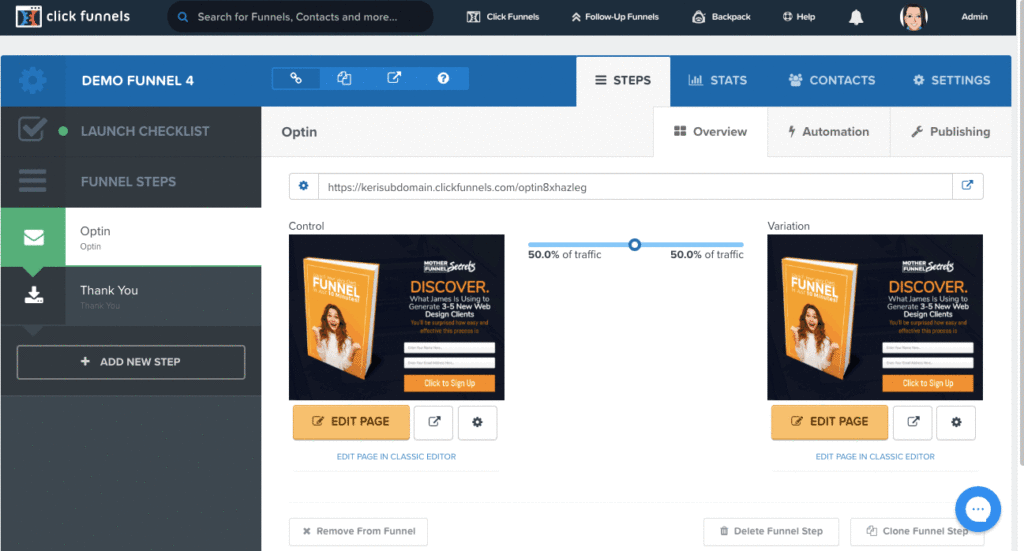 click funnels
Search for Funnels, Contacts and more...
Click Funnels
Follow-Up Funnels
Backpack
Help
Admin
DEMO FUNNEL 4
STEPS
STATS
CONTACTS
SETTINGS
LAUNCH CHECKLIST
FUNNEL STEPS
Optin
Optin
Thank You
Thank You
+ ADD NEW STEP
Optin
Overview
Automation
Publishing
https://kerisubdomain.clickfunnels.com/optin8xhazleg
Control
50.0% of traffic
50.0% of traffic
Variation
FUNNEL
MOTHER
FUNNEL Secrets
DISCOVER.
What James Is Using to
Generate 3-5 New Web
Design Clients
You'll be surprised how easy and
effective this process is
Click to Sign Up
FUNNEL
MOTHER
FUNNEL Secrets
DISCOVER.
What James Is Using to
Generate 3-5 New Web
Design Clients
You'll be surprised how easy and
effective this process is
Click to Sign Up
EDIT PAGE
EDIT PAGE
EDIT PAGE IN CLASSIC EDITOR
EDIT PAGE IN CLASSIC EDITOR
Remove From Funnel
Delete Funnel Step
Clone Funnel Step